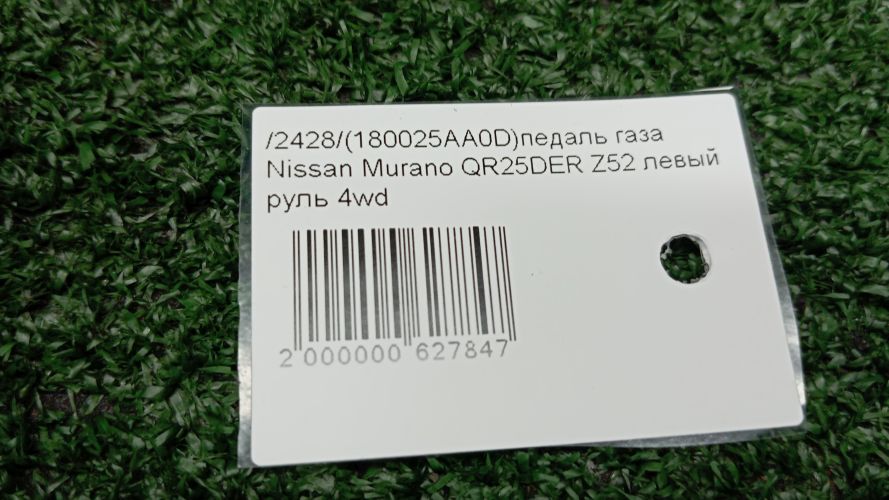 /2428/(180025AA0D)педаль газа
Nissan Murano QR25DER Z52 левый
руль 4wd
2 000000 627847